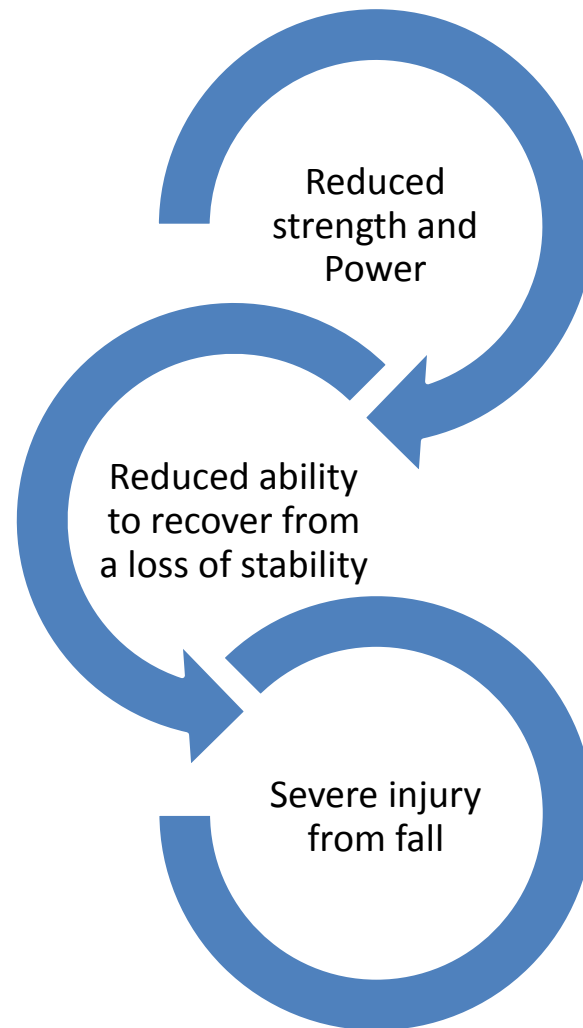 Reduced
strength and
Power
Reduced ability
to recover from
a loss of stability
Severe injury
from fall